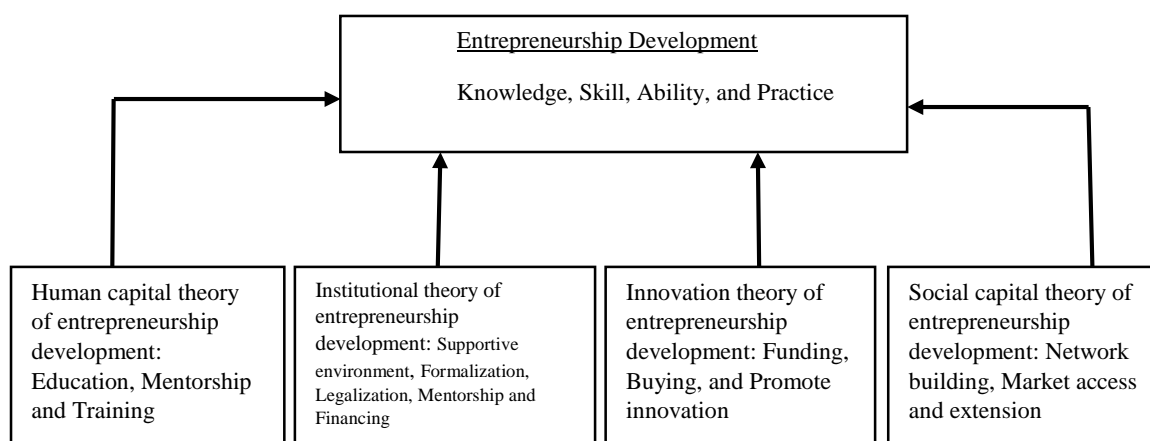 Entrepreneurship Development
Knowledge, Skill, Ability, and Practice
Human capital theory
of entrepreneurship
development:
Education, Mentorship
and Training
Institutional theory of
entrepreneurship
development: Supportive
environment, Formalization,
Legalization, Mentorship and
Financing
Innovation theory of
entrepreneurship
development: Funding,
Buying, and Promote
innovation
Social capital theory of
entrepreneurship
development: Network
building, Market access
and extension